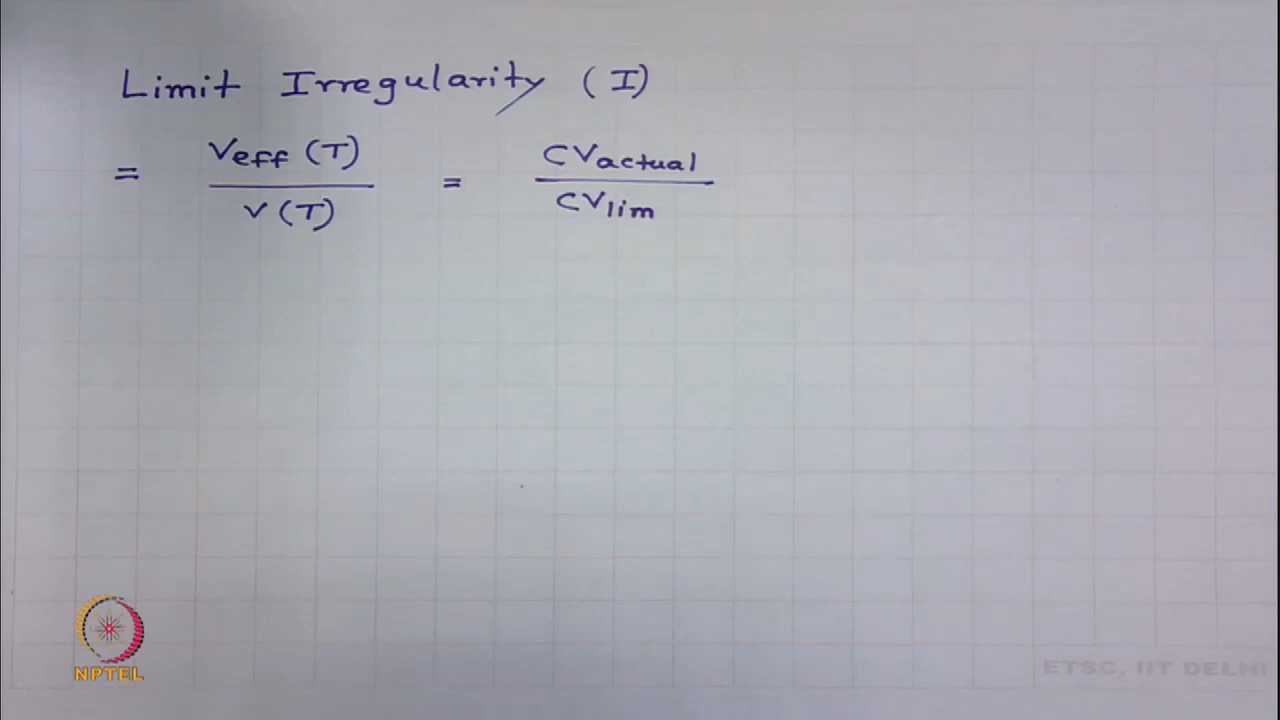 Limit Irregularity (I)
= Veff (T) / V (T) = CVactual / CVlim
NPTEL
ETSC, IIT DELHI